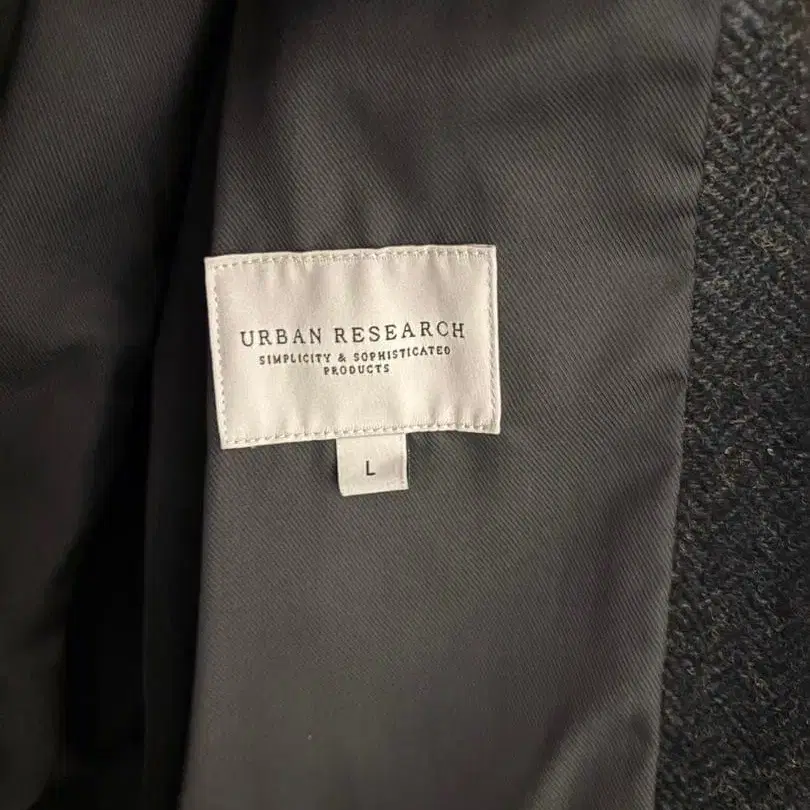 URBAN RESEARCH
SIMPLICITY & SOPHISTICATED
PRODUCTS
L